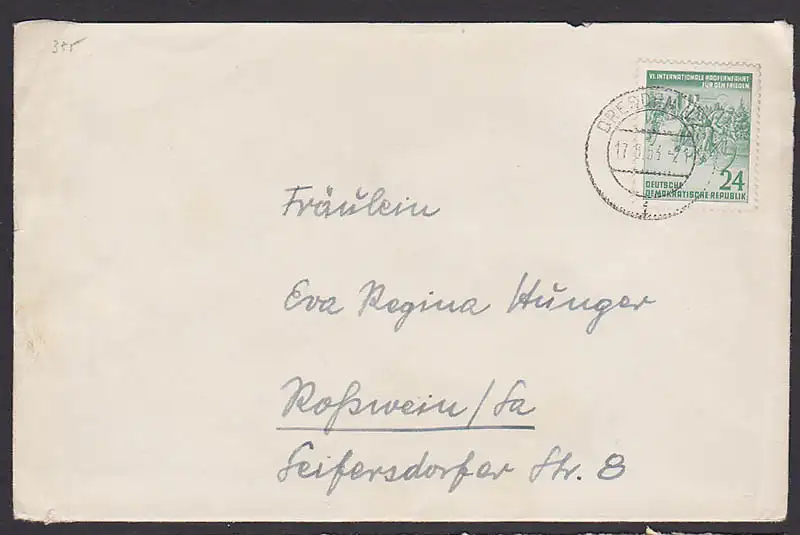 375
VI. INTERNATIONALE RADFERNFAHRT
FÜR DEN FRIEDEN
DRESDEN
24
DEUTSCHE
DEMOKRATISCHE REPUBLIK
Fräulein
Eva Regina Hunger
Roßwein/Sa
Seifersdorfer Str. 8